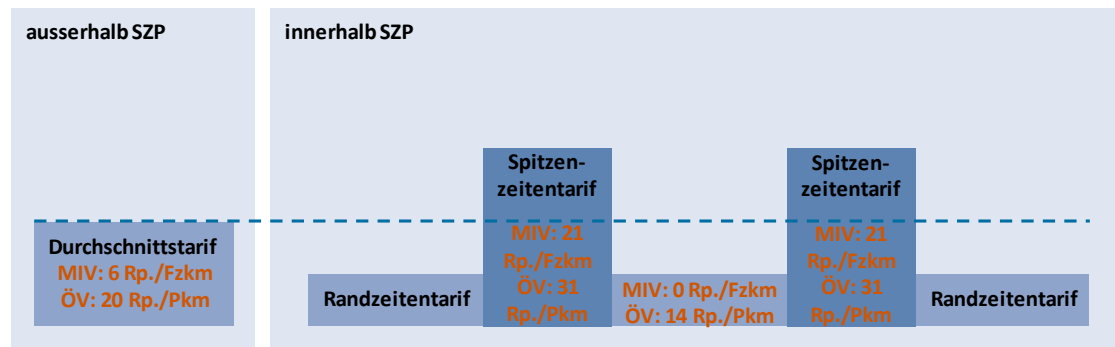 ausserhalb SZP
innerhalb SZP
Durchschnittstarif
MIV: 6 Rp./Fzkm
ÖV: 20 Rp./Pkm
Randzeitentarif
Spitzen-
zeitentarif
MIV: 21
Rp./Fzkm
ÖV: 31
Rp./Pkm
MIV: 0 Rp./Fzkm
ÖV: 14 Rp./Pkm
Spitzen-
zeitentarif
MIV: 21
Rp./Fzkm
ÖV: 31
Rp./Pkm
Randzeitentarif